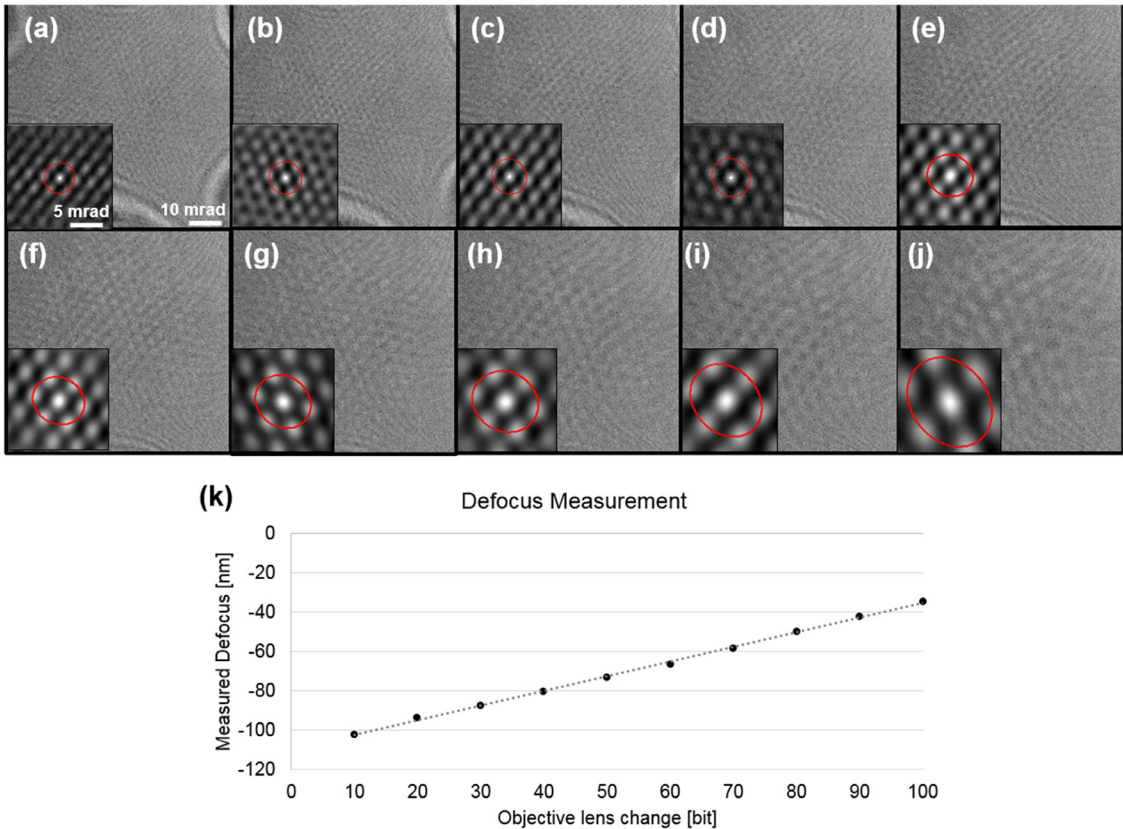 (a)
(b)
(c)
(d)
(e)
5 mrad
10 mrad
(f)
(g)
(h)
(i)
(j)
(k)
Defocus Measurement
Measured Defocus [nm]
0
-20
-40
-60
-80
-100
-120
0 10 20 30 40 50 60 70 80 90 100
Objective lens change [bit]